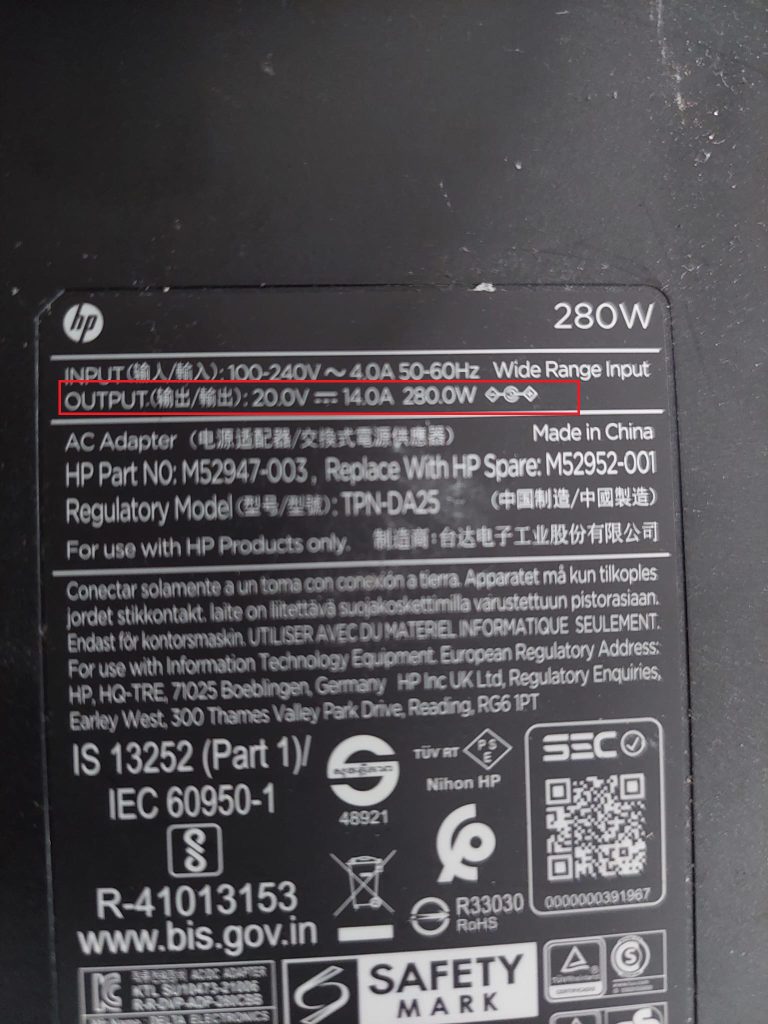 hp 280W
INPUT(输入/輸入): 100-240V ~ 4.0A 50-60Hz Wide Range Input
OUTPUT(输出/輸出): 20.0V ⎓ 14.0A 280.0W
AC Adapter (电源适配器/交換式電源供應器) Made in China
HP Part NO: M52947-003, Replace With HP Spare: M52952-001
Regulatory Model (型号/型號): TPN-DA25 (中国制造/中國製造)
For use with HP Products only. 制造商: 台达电子工业股份有限公司
Conectar solamente a un toma con conexión a tierra. Apparatet må kun tilkoples
jordet stikkontakt. laite on liitettävä suojakoskettimilla varustettuun pistorasiaan.
Endast för kontorsmaskin. UTILISER AVEC DU MATERIEL INFORMATIQUE SEULEMENT.
For use with Information Technology Equipment. European Regulatory Address:
HP, HQ-TRE, 71025 Boeblingen, Germany HP Inc UK Ltd, Regulatory Enquiries,
Earley West, 300 Thames Valley Park Drive, Reading, RG6 1PT
IS 13252 (Part 1)/
IEC 60950-1
R-41013153
www.bis.gov.in
48921
TÜV RT PSE
Nihon HP
R33030
RoHS
SEC
0000000391967
AC/DC ADAPTER
SAFETY
MARK